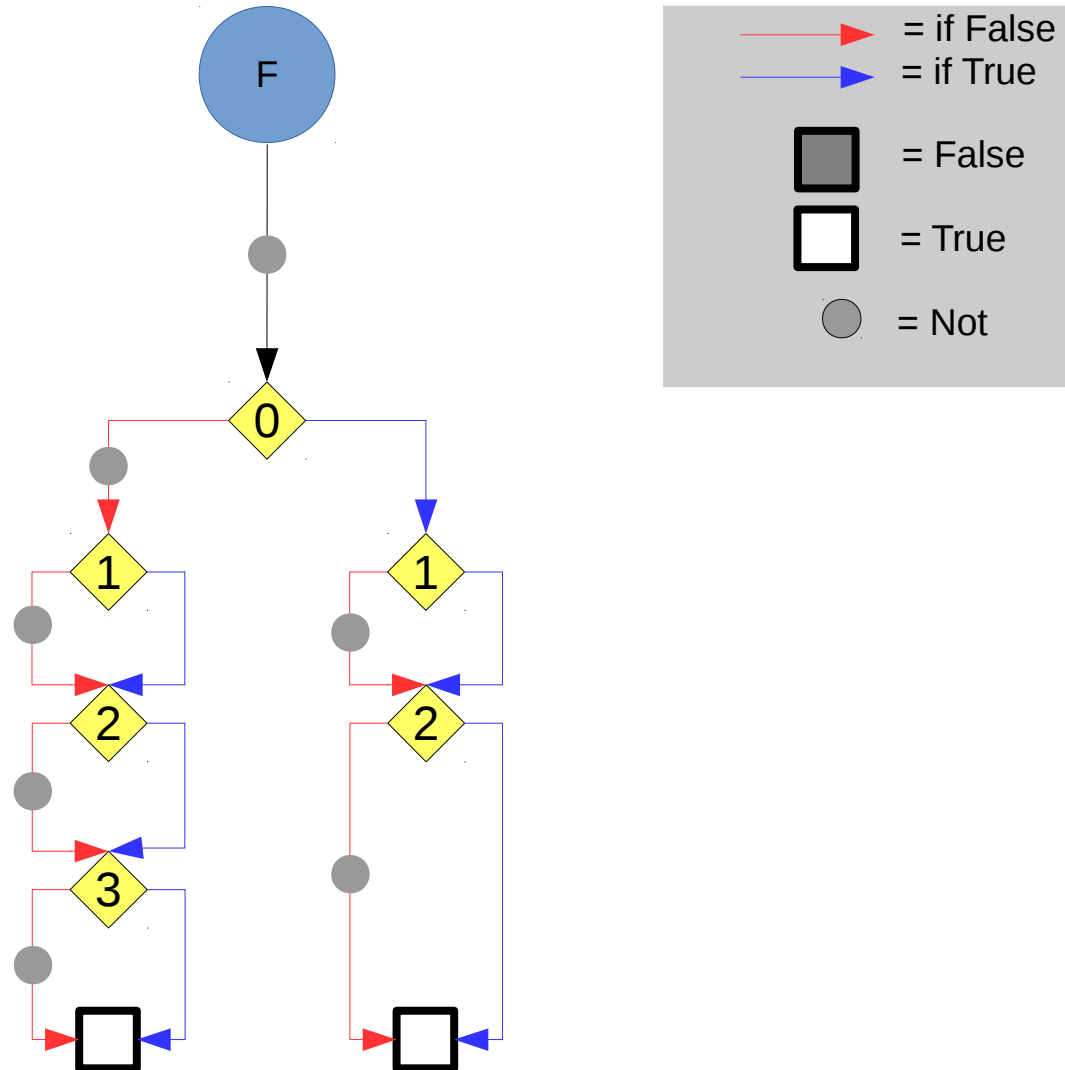 F
= if False
= if True
= False
= True
= Not
0
1
1
2
2
3